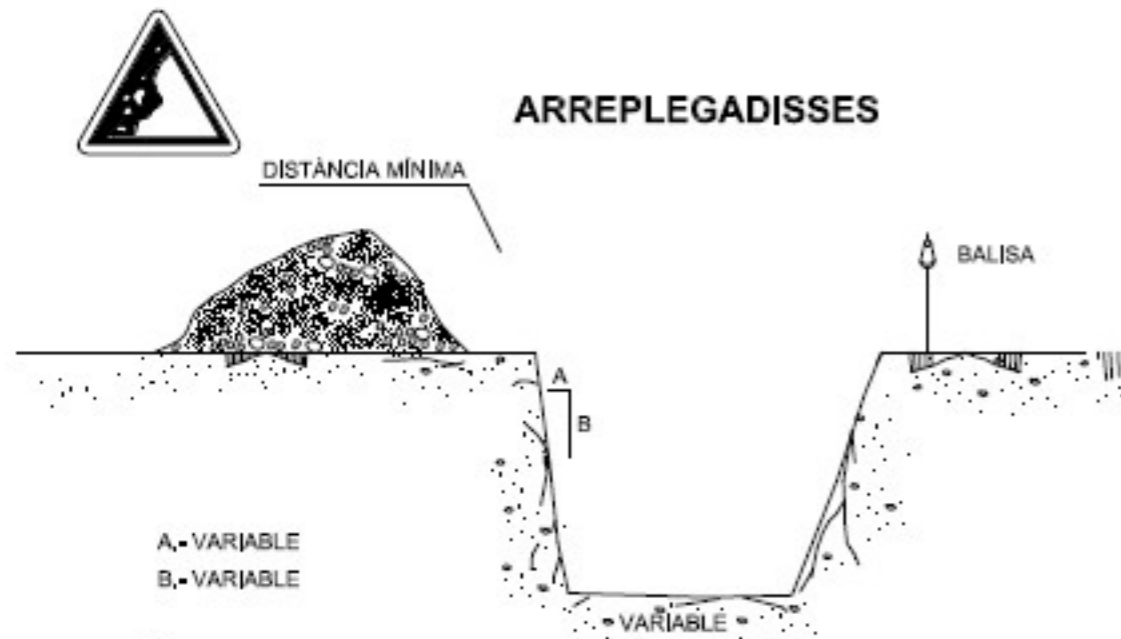 ARREPLEGADISSES
DISTÀNCIA MÍNIMA
BALISA
P
A
B
A.- VARIABLE
B.- VARIABLE
VARIABLE